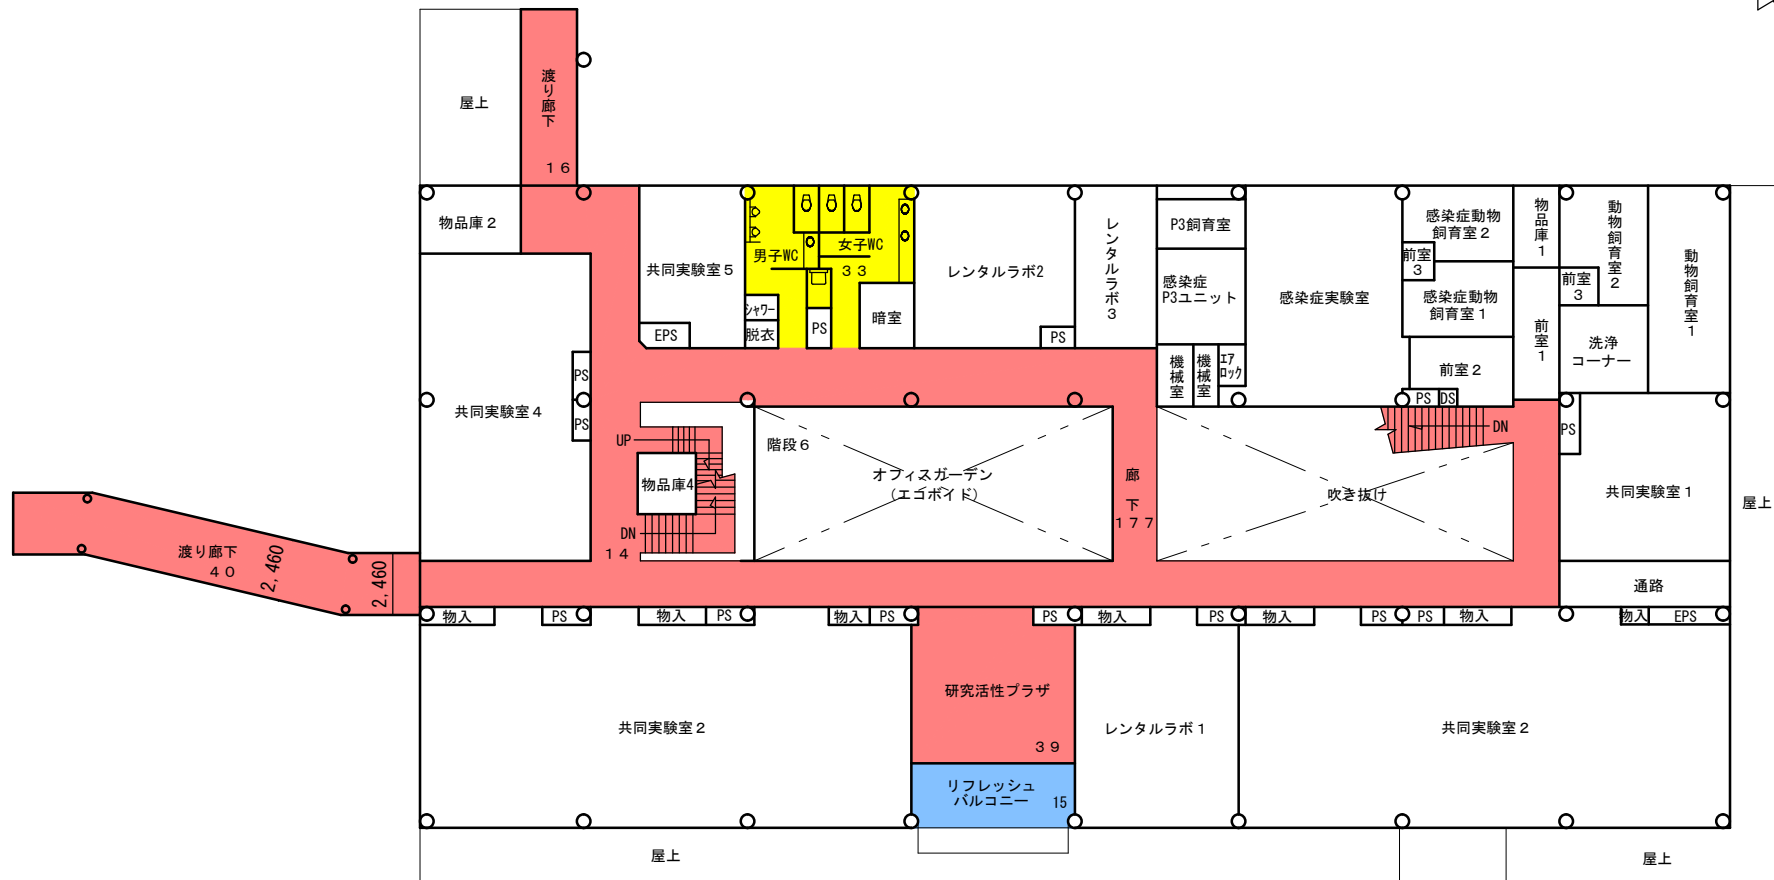 屋上
渡り廊下
16
物品庫2
共同実験室5
EPS
男子WC
女子WC
33
シャワー
脱衣
PS
暗室
レンタルラボ2
PS
レンタルラボ3
P3飼育室
感染症
P3ユニット
機械室
機械室
エア
ロック
感染症実験室
感染症動物
飼育室2
前室
3
感染症動物
飼育室1
前室2
PS
DS
物品庫1
前室1
動物飼育室2
前室
3
洗浄
コーナー
動物飼育室1
共同実験室4
PS
PS
UP
物品庫4
DN
14
階段6
オフィスガーデン
(エコボイド)
廊下
177
吹き抜け
DN
PS
共同実験室1
屋上
通路
渡り廊下
40
2,460
2,460
物入
PS
物入
PS
物入
PS
PS
物入
PS
物入
PS
PS
物入
物入
EPS
共同実験室2
研究活性プラザ
39
リフレッシュ
バルコニー
15
レンタルラボ1
共同実験室2
屋上
屋上